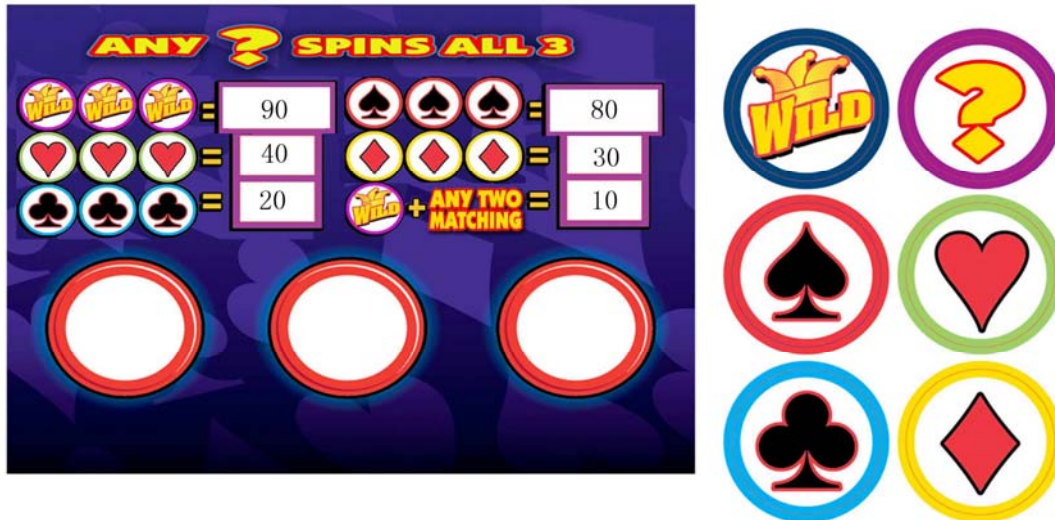 ANY ? SPINS ALL 3
WILD WILD WILD = 90
= 80
= 40
= 30
= 20
WILD + ANY TWO MATCHING = 10
WILD
?